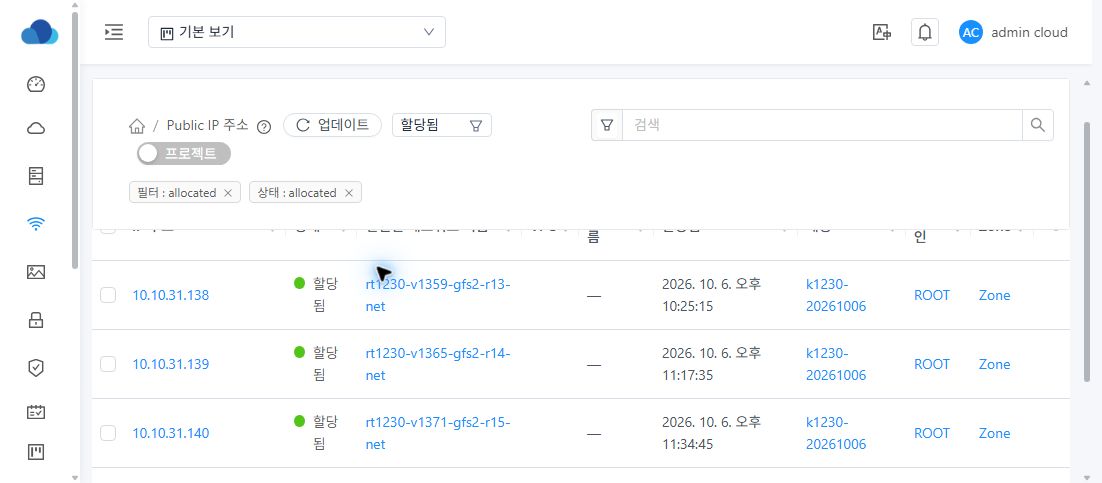 기본 보기
AC admin cloud
/ Public IP 주소 업데이트 할당됨 검색
프로젝트
필터 : allocated 상태 : allocated
름 인
10.10.31.138 할당됨 rt1230-v1359-gfs2-r13-net — 2026. 10. 6. 오후 10:25:15 k1230-20261006 ROOT Zone
10.10.31.139 할당됨 rt1230-v1365-gfs2-r14-net — 2026. 10. 6. 오후 11:17:35 k1230-20261006 ROOT Zone
10.10.31.140 할당됨 rt1230-v1371-gfs2-r15-net — 2026. 10. 6. 오후 11:34:45 k1230-20261006 ROOT Zone